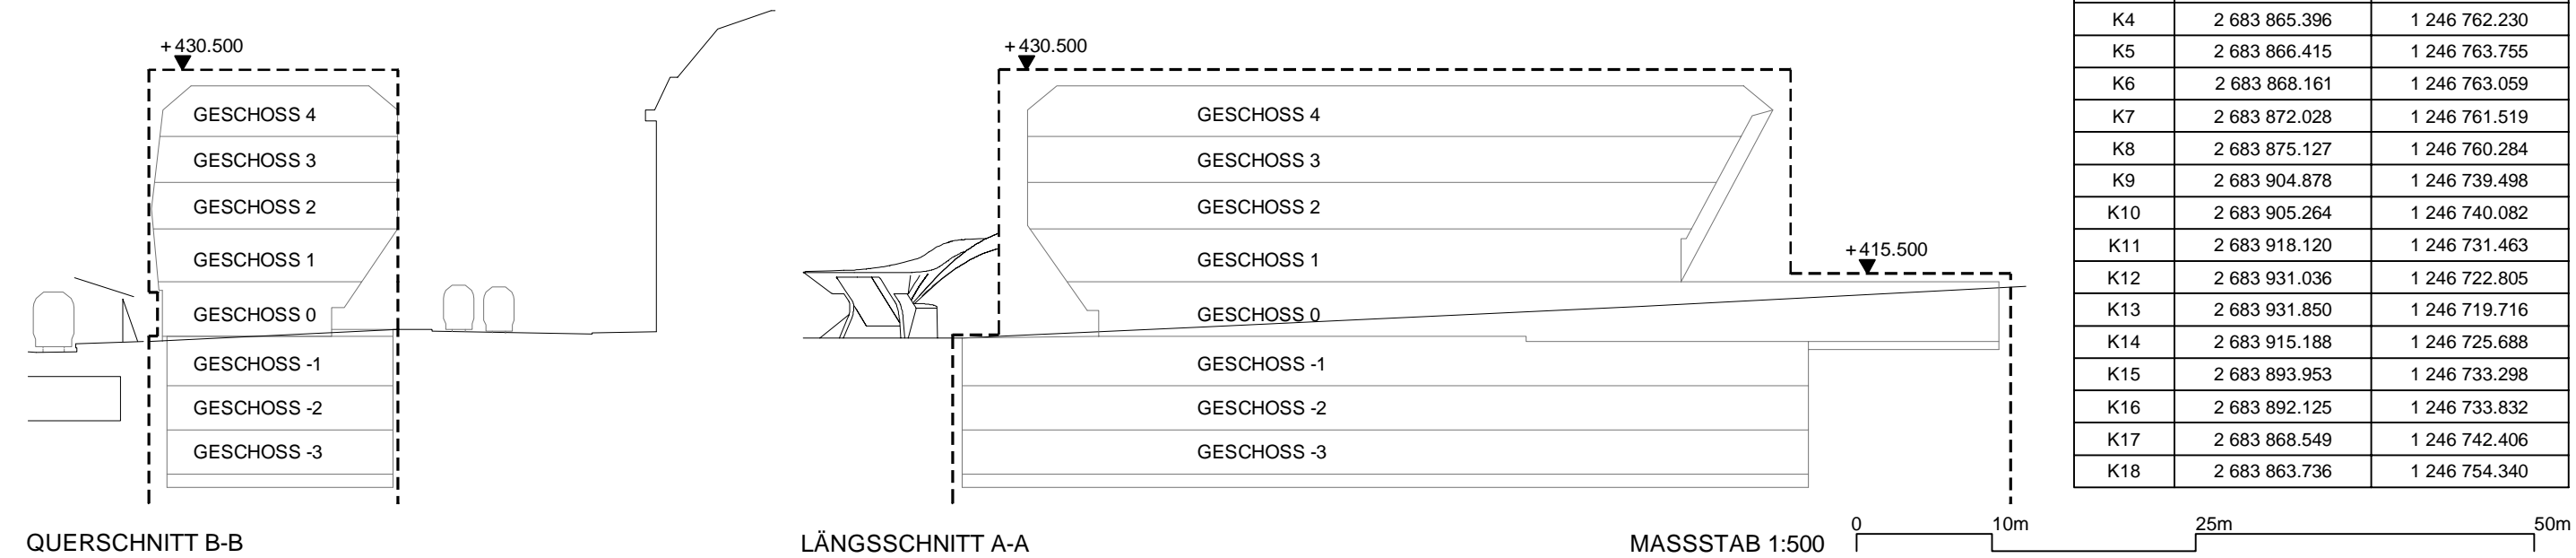 +430.500
GESCHOSS 4
GESCHOSS 3
GESCHOSS 2
GESCHOSS 1
GESCHOSS 0
GESCHOSS -1
GESCHOSS -2
GESCHOSS -3
QUERSCHNITT B-B
+430.500
+415.500
GESCHOSS 4
GESCHOSS 3
GESCHOSS 2
GESCHOSS 1
GESCHOSS 0
GESCHOSS -1
GESCHOSS -2
GESCHOSS -3
LÄNGSSCHNITT A-A
K4 2 683 865.396 1 246 762.230
K5 2 683 866.415 1 246 763.755
K6 2 683 868.161 1 246 763.059
K7 2 683 872.028 1 246 761.519
K8 2 683 875.127 1 246 760.284
K9 2 683 904.878 1 246 739.498
K10 2 683 905.264 1 246 740.082
K11 2 683 918.120 1 246 731.463
K12 2 683 931.036 1 246 722.805
K13 2 683 931.850 1 246 719.716
K14 2 683 915.188 1 246 725.688
K15 2 683 893.953 1 246 733.298
K16 2 683 892.125 1 246 733.832
K17 2 683 868.549 1 246 742.406
K18 2 683 863.736 1 246 754.340
MASSSTAB 1:500
0 10m 25m 50m